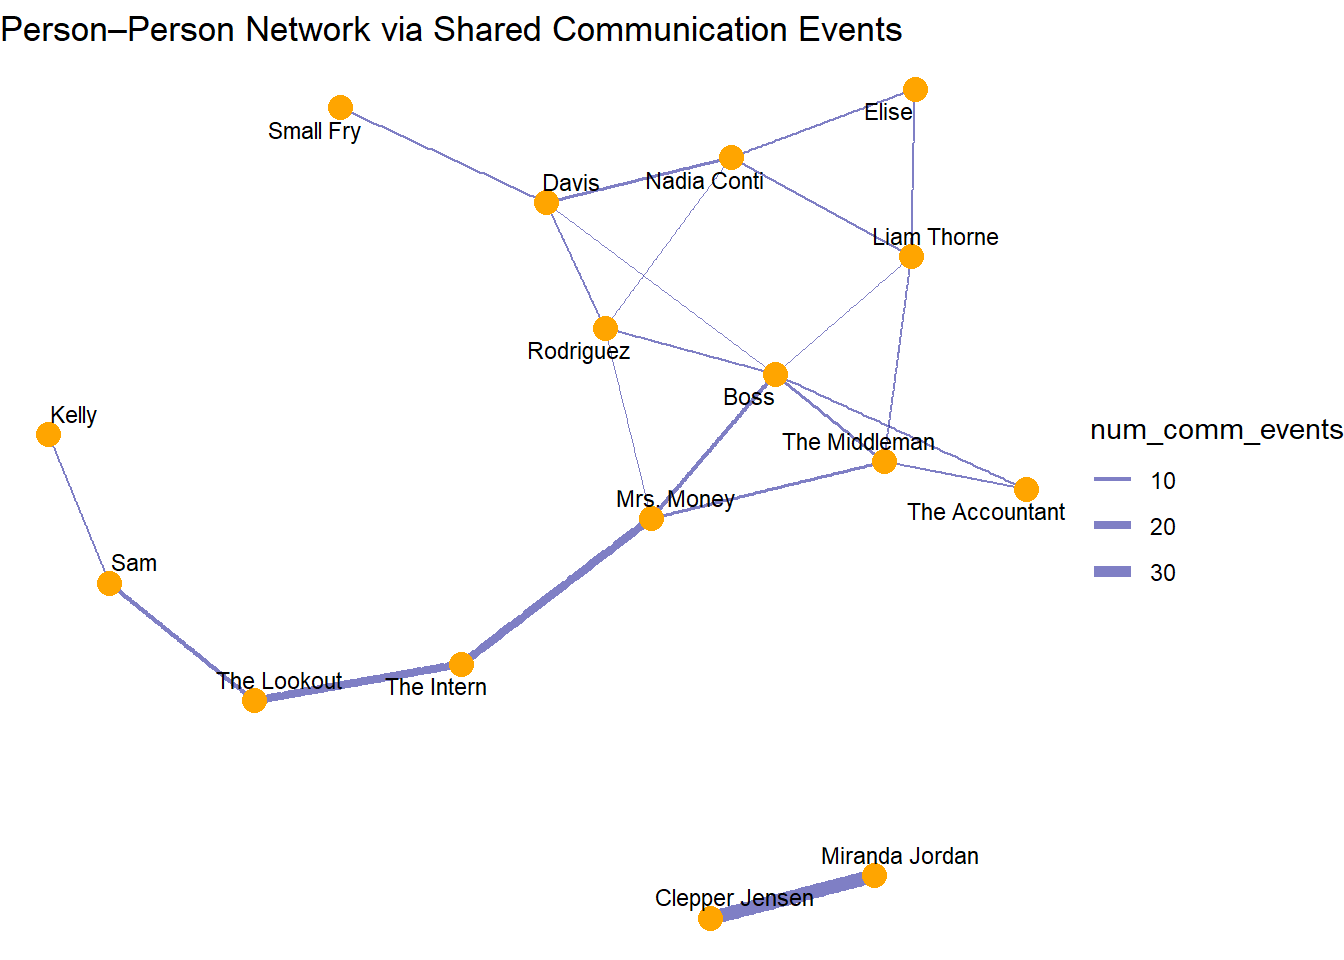 Person–Person Network via Shared Communication Events
Elise
Small Fry
Nadia Conti
Davis
Liam Thorne
Rodriguez
Boss
Kelly
The Middleman
num_comm_events
10
20
30
Mrs. Money
The Accountant
Sam
The Lookout
The Intern
Miranda Jordan
Clepper Jensen